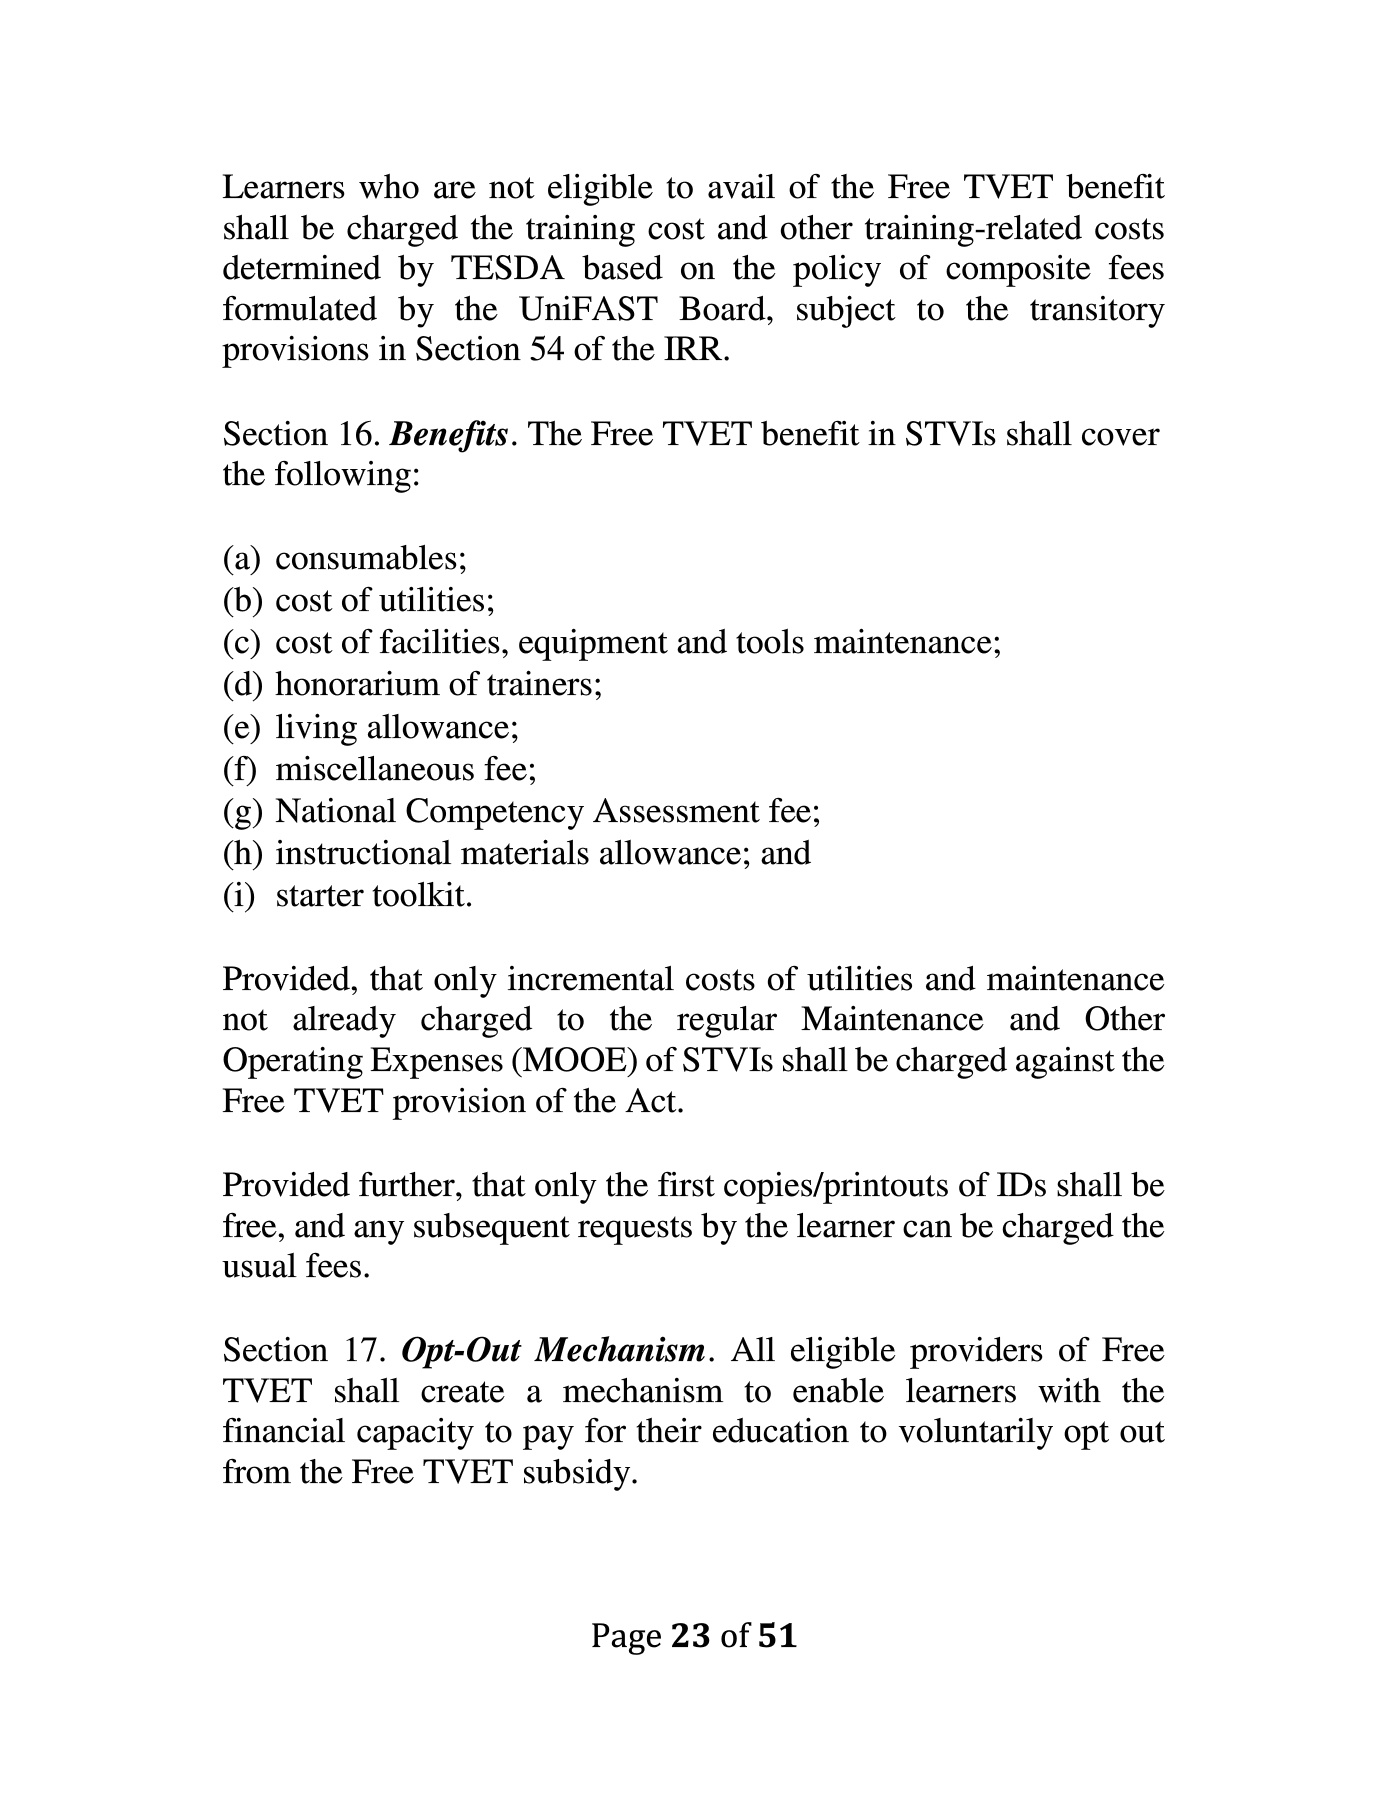 Learners who are not eligible to avail of the Free TVET benefit
shall be charged the training cost and other training-related costs
determined by TESDA based on the policy of composite fees
formulated by the UniFAST Board, subject to the transitory
provisions in Section 54 of the IRR.
Section 16. Benefits. The Free TVET benefit in STVIs shall cover
the following:
(a) consumables;
(b) cost of utilities;
(c) cost of facilities, equipment and tools maintenance;
(d) honorarium of trainers;
(e) living allowance;
(f) miscellaneous fee;
(g) National Competency Assessment fee;
(h) instructional materials allowance; and
(i) starter toolkit.
Provided, that only incremental costs of utilities and maintenance
not already charged to the regular Maintenance and Other
Operating Expenses (MOOE) of STVIs shall be charged against the
Free TVET provision of the Act.
Provided further, that only the first copies/printouts of IDs shall be
free, and any subsequent requests by the learner can be charged the
usual fees.
Section 17. Opt-Out Mechanism. All eligible providers of Free
TVET shall create a mechanism to enable learners with the
financial capacity to pay for their education to voluntarily opt out
from the Free TVET subsidy.
Page 23 of 51